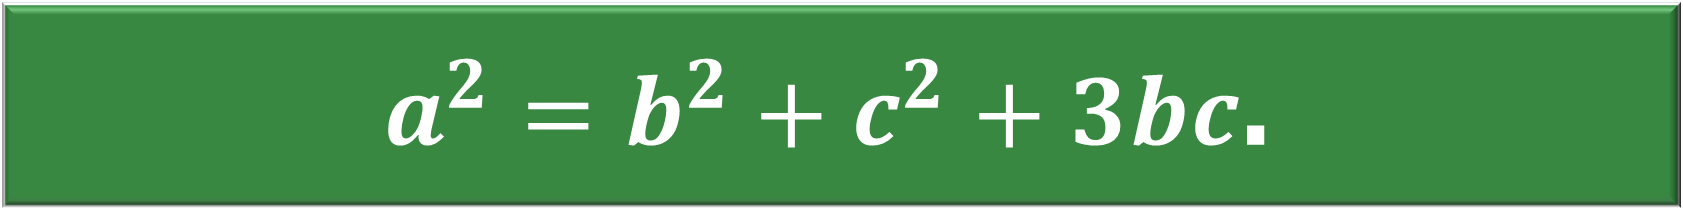 a² = b² + c² + 3bc.